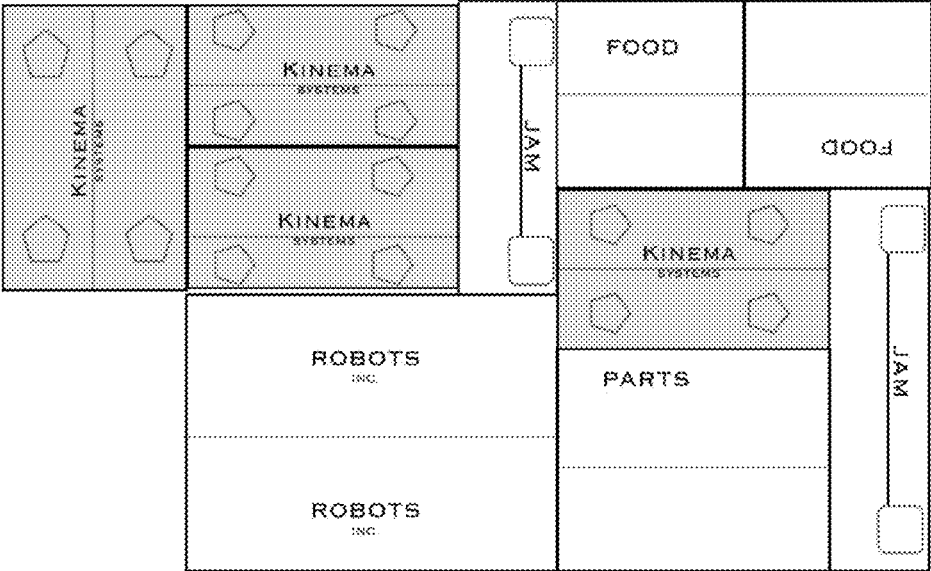 KINEMA
SYSTEMS
KINEMA
SYSTEMS
KINEMA
SYSTEMS
JAM
FOOD
FOOD
KINEMA
SYSTEMS
JAM
ROBOTS
INC.
PARTS
ROBOTS
INC.